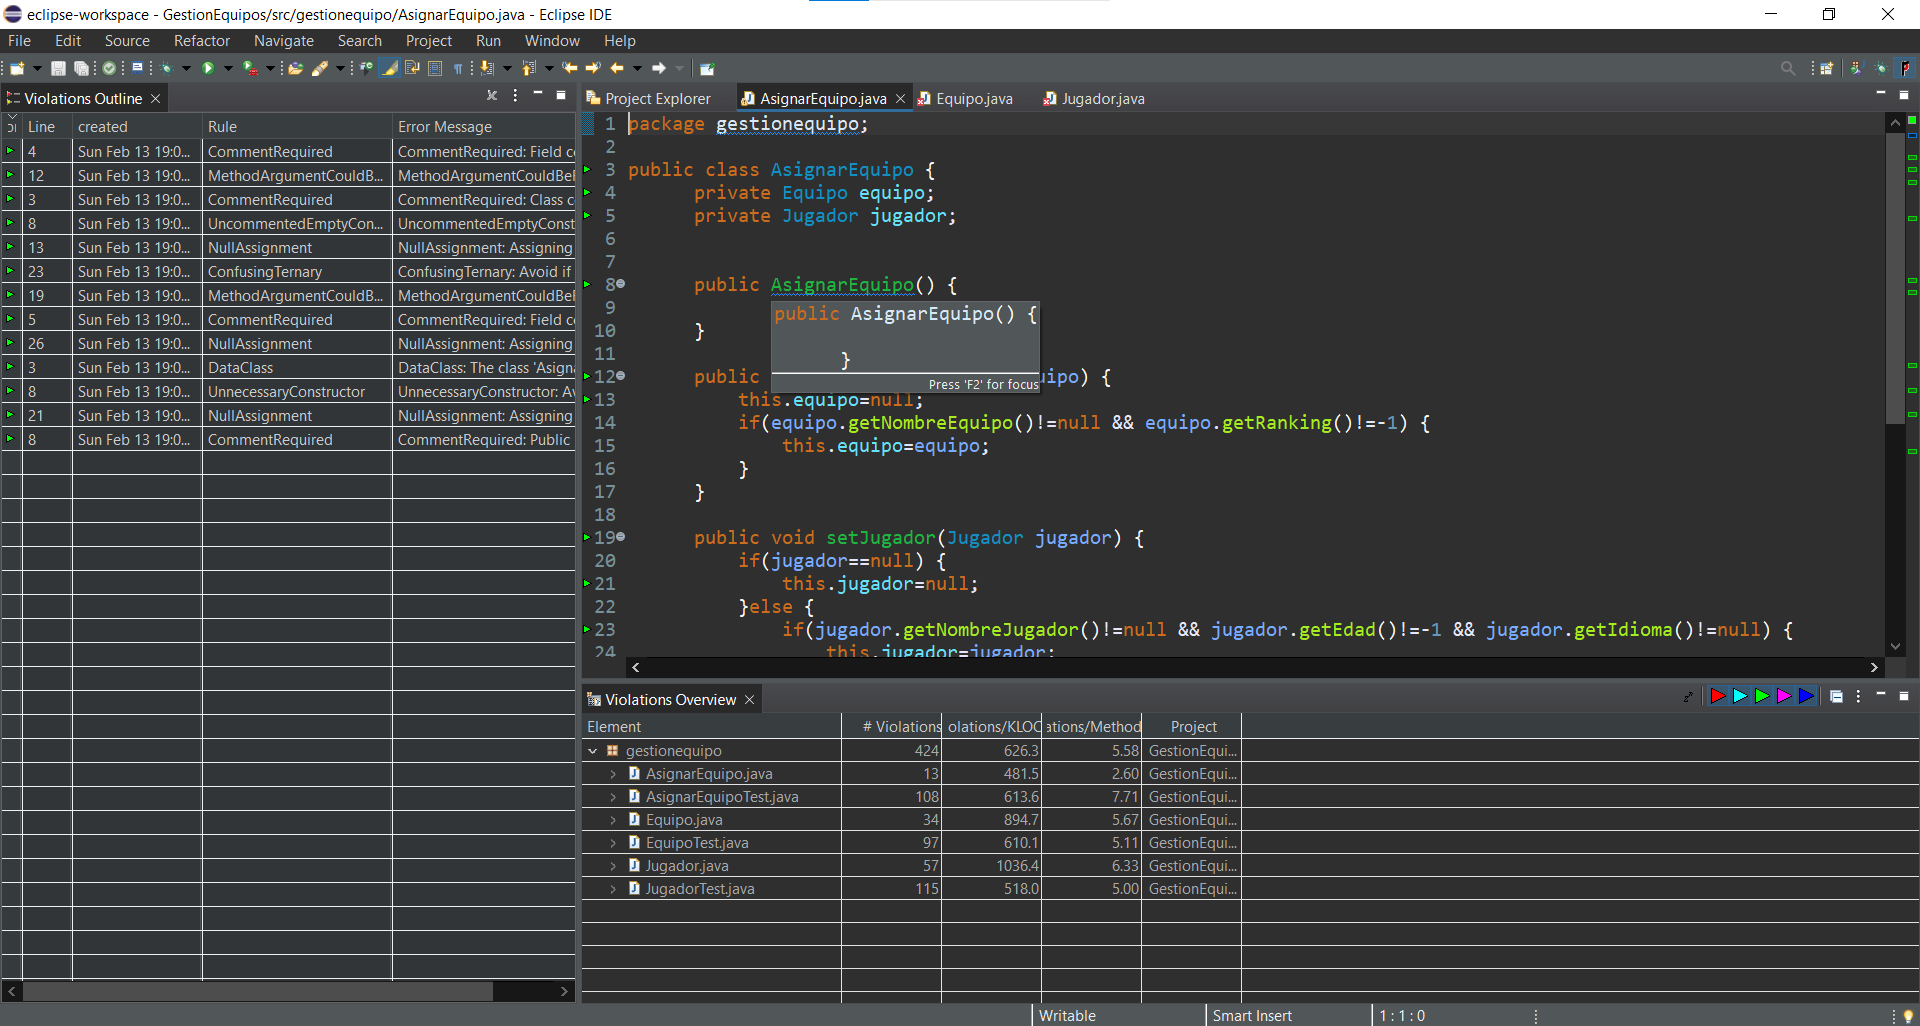 eclipse-workspace - GestionEquipos/src/gestionequipo/AsignarEquipo.java - Eclipse IDE
File Edit Source Refactor Navigate Search Project Run Window Help
Violations Outline
Line created Rule Error Message
4 Sun Feb 13 19:0... CommentRequired CommentRequired: Field c
12 Sun Feb 13 19:0... MethodArgumentCouldB... MethodArgumentCouldBe
3 Sun Feb 13 19:0... CommentRequired CommentRequired: Class c
8 Sun Feb 13 19:0... UncommentedEmptyCon... UncommentedEmptyConst
13 Sun Feb 13 19:0... NullAssignment NullAssignment: Assigning
23 Sun Feb 13 19:0... ConfusingTernary ConfusingTernary: Avoid if
19 Sun Feb 13 19:0... MethodArgumentCouldB... MethodArgumentCouldBe
5 Sun Feb 13 19:0... CommentRequired CommentRequired: Field c
26 Sun Feb 13 19:0... NullAssignment NullAssignment: Assigning
3 Sun Feb 13 19:0... DataClass DataClass: The class 'Asign
8 Sun Feb 13 19:0... UnnecessaryConstructor UnnecessaryConstructor: Av
21 Sun Feb 13 19:0... NullAssignment NullAssignment: Assigning
8 Sun Feb 13 19:0... CommentRequired CommentRequired: Public
Project Explorer AsignarEquipo.java Equipo.java Jugador.java
1 package gestionequipo;
2
3 public class AsignarEquipo {
4 private Equipo equipo;
5 private Jugador jugador;
6
7
8 public AsignarEquipo() {
9
10 }
11
12 public uipo) {
public AsignarEquipo() {
}
Press 'F2' for focus
13 this.equipo=null;
14 if(equipo.getNombreEquipo()!=null && equipo.getRanking()!=-1) {
15 this.equipo=equipo;
16 }
17 }
18
19 public void setJugador(Jugador jugador) {
20 if(jugador==null) {
21 this.jugador=null;
22 }else {
23 if(jugador.getNombreJugador()!=null && jugador.getEdad()!=-1 && jugador.getIdioma()!=null) {
24 this.jugador=jugador;
Violations Overview
Element # Violations olations/KLOC ations/Method Project
gestionequipo 424 626.3 5.58 GestionEqui...
AsignarEquipo.java 13 481.5 2.60 GestionEqui...
AsignarEquipoTest.java 108 613.6 7.71 GestionEqui...
Equipo.java 34 894.7 5.67 GestionEqui...
EquipoTest.java 97 610.1 5.11 GestionEqui...
Jugador.java 57 1036.4 6.33 GestionEqui...
JugadorTest.java 115 518.0 5.00 GestionEqui...
Writable Smart Insert 1 : 1 : 0